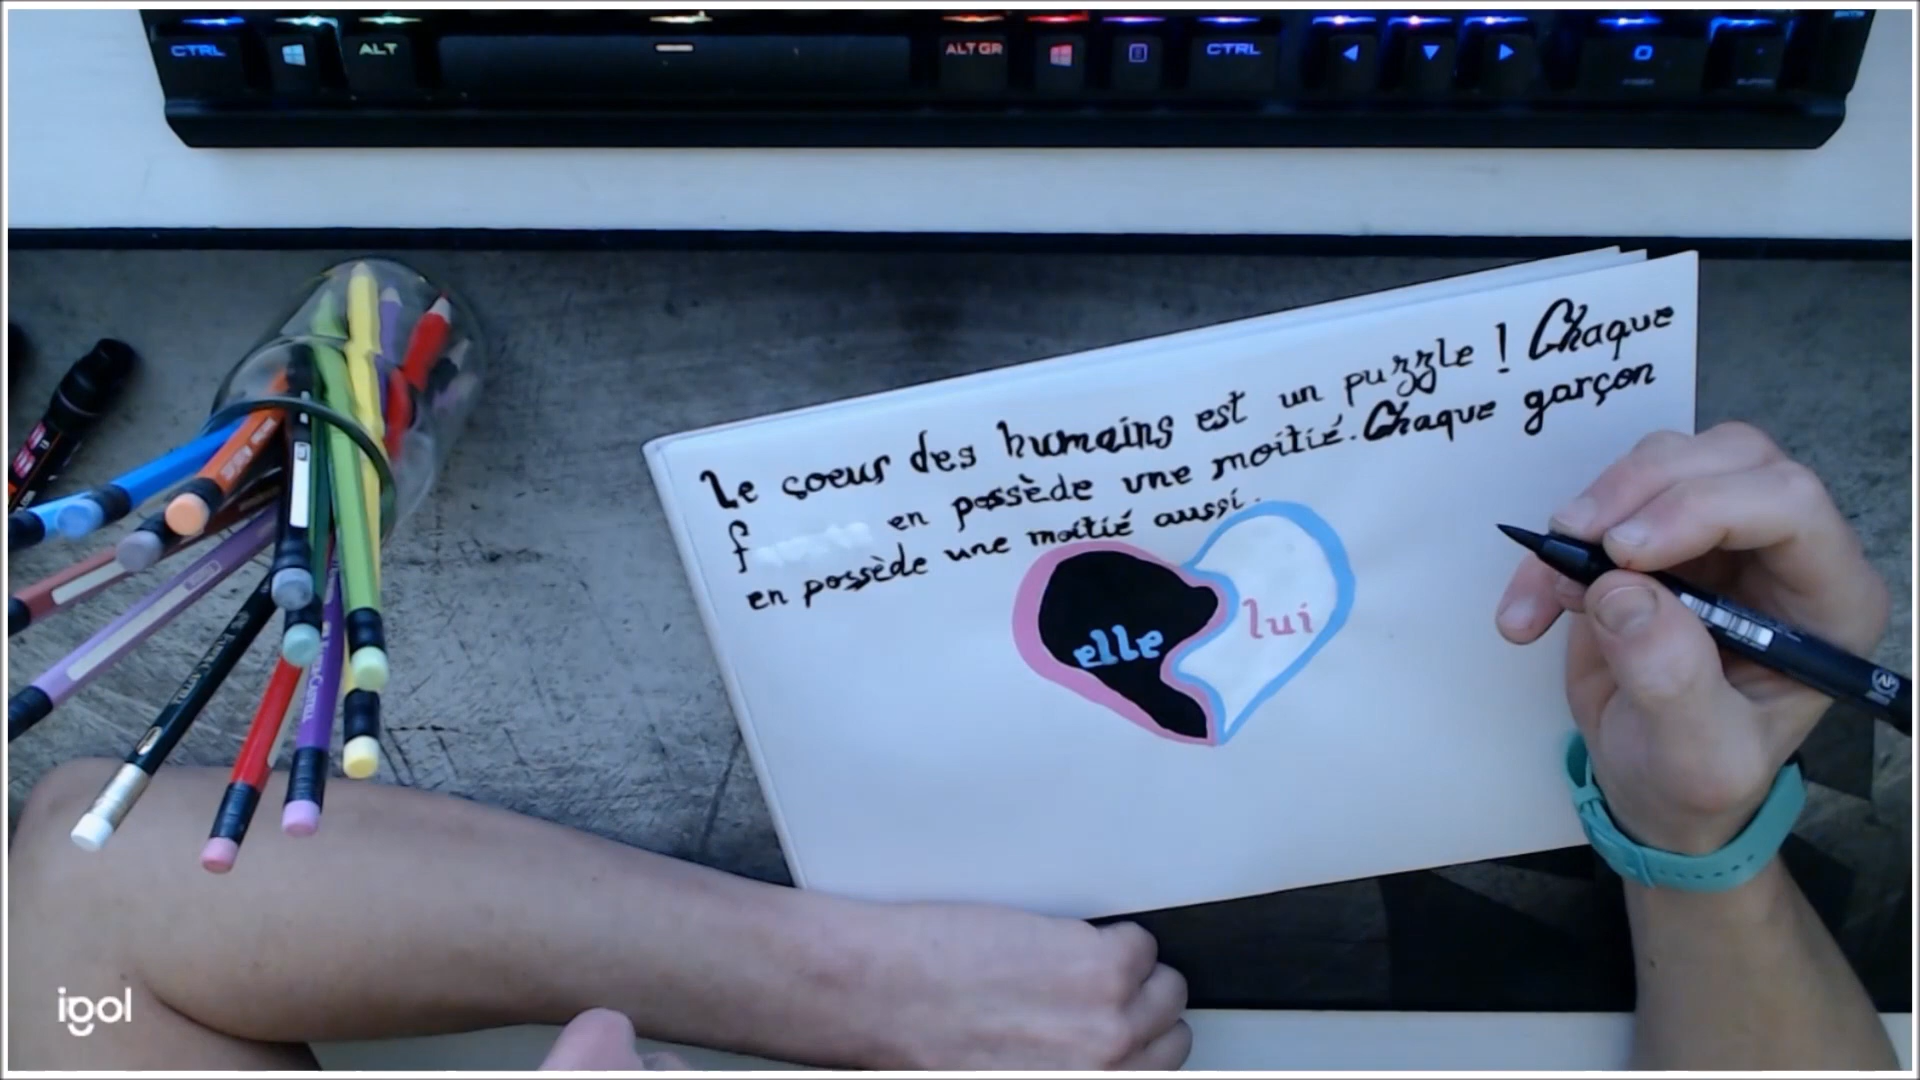 CTRL ALT ALT GR CTRL
Le coeur des humains est un puzzle ! Chaque
f en possède une moitié. Chaque garçon
en possède une moitié aussi.
elle lui
igol